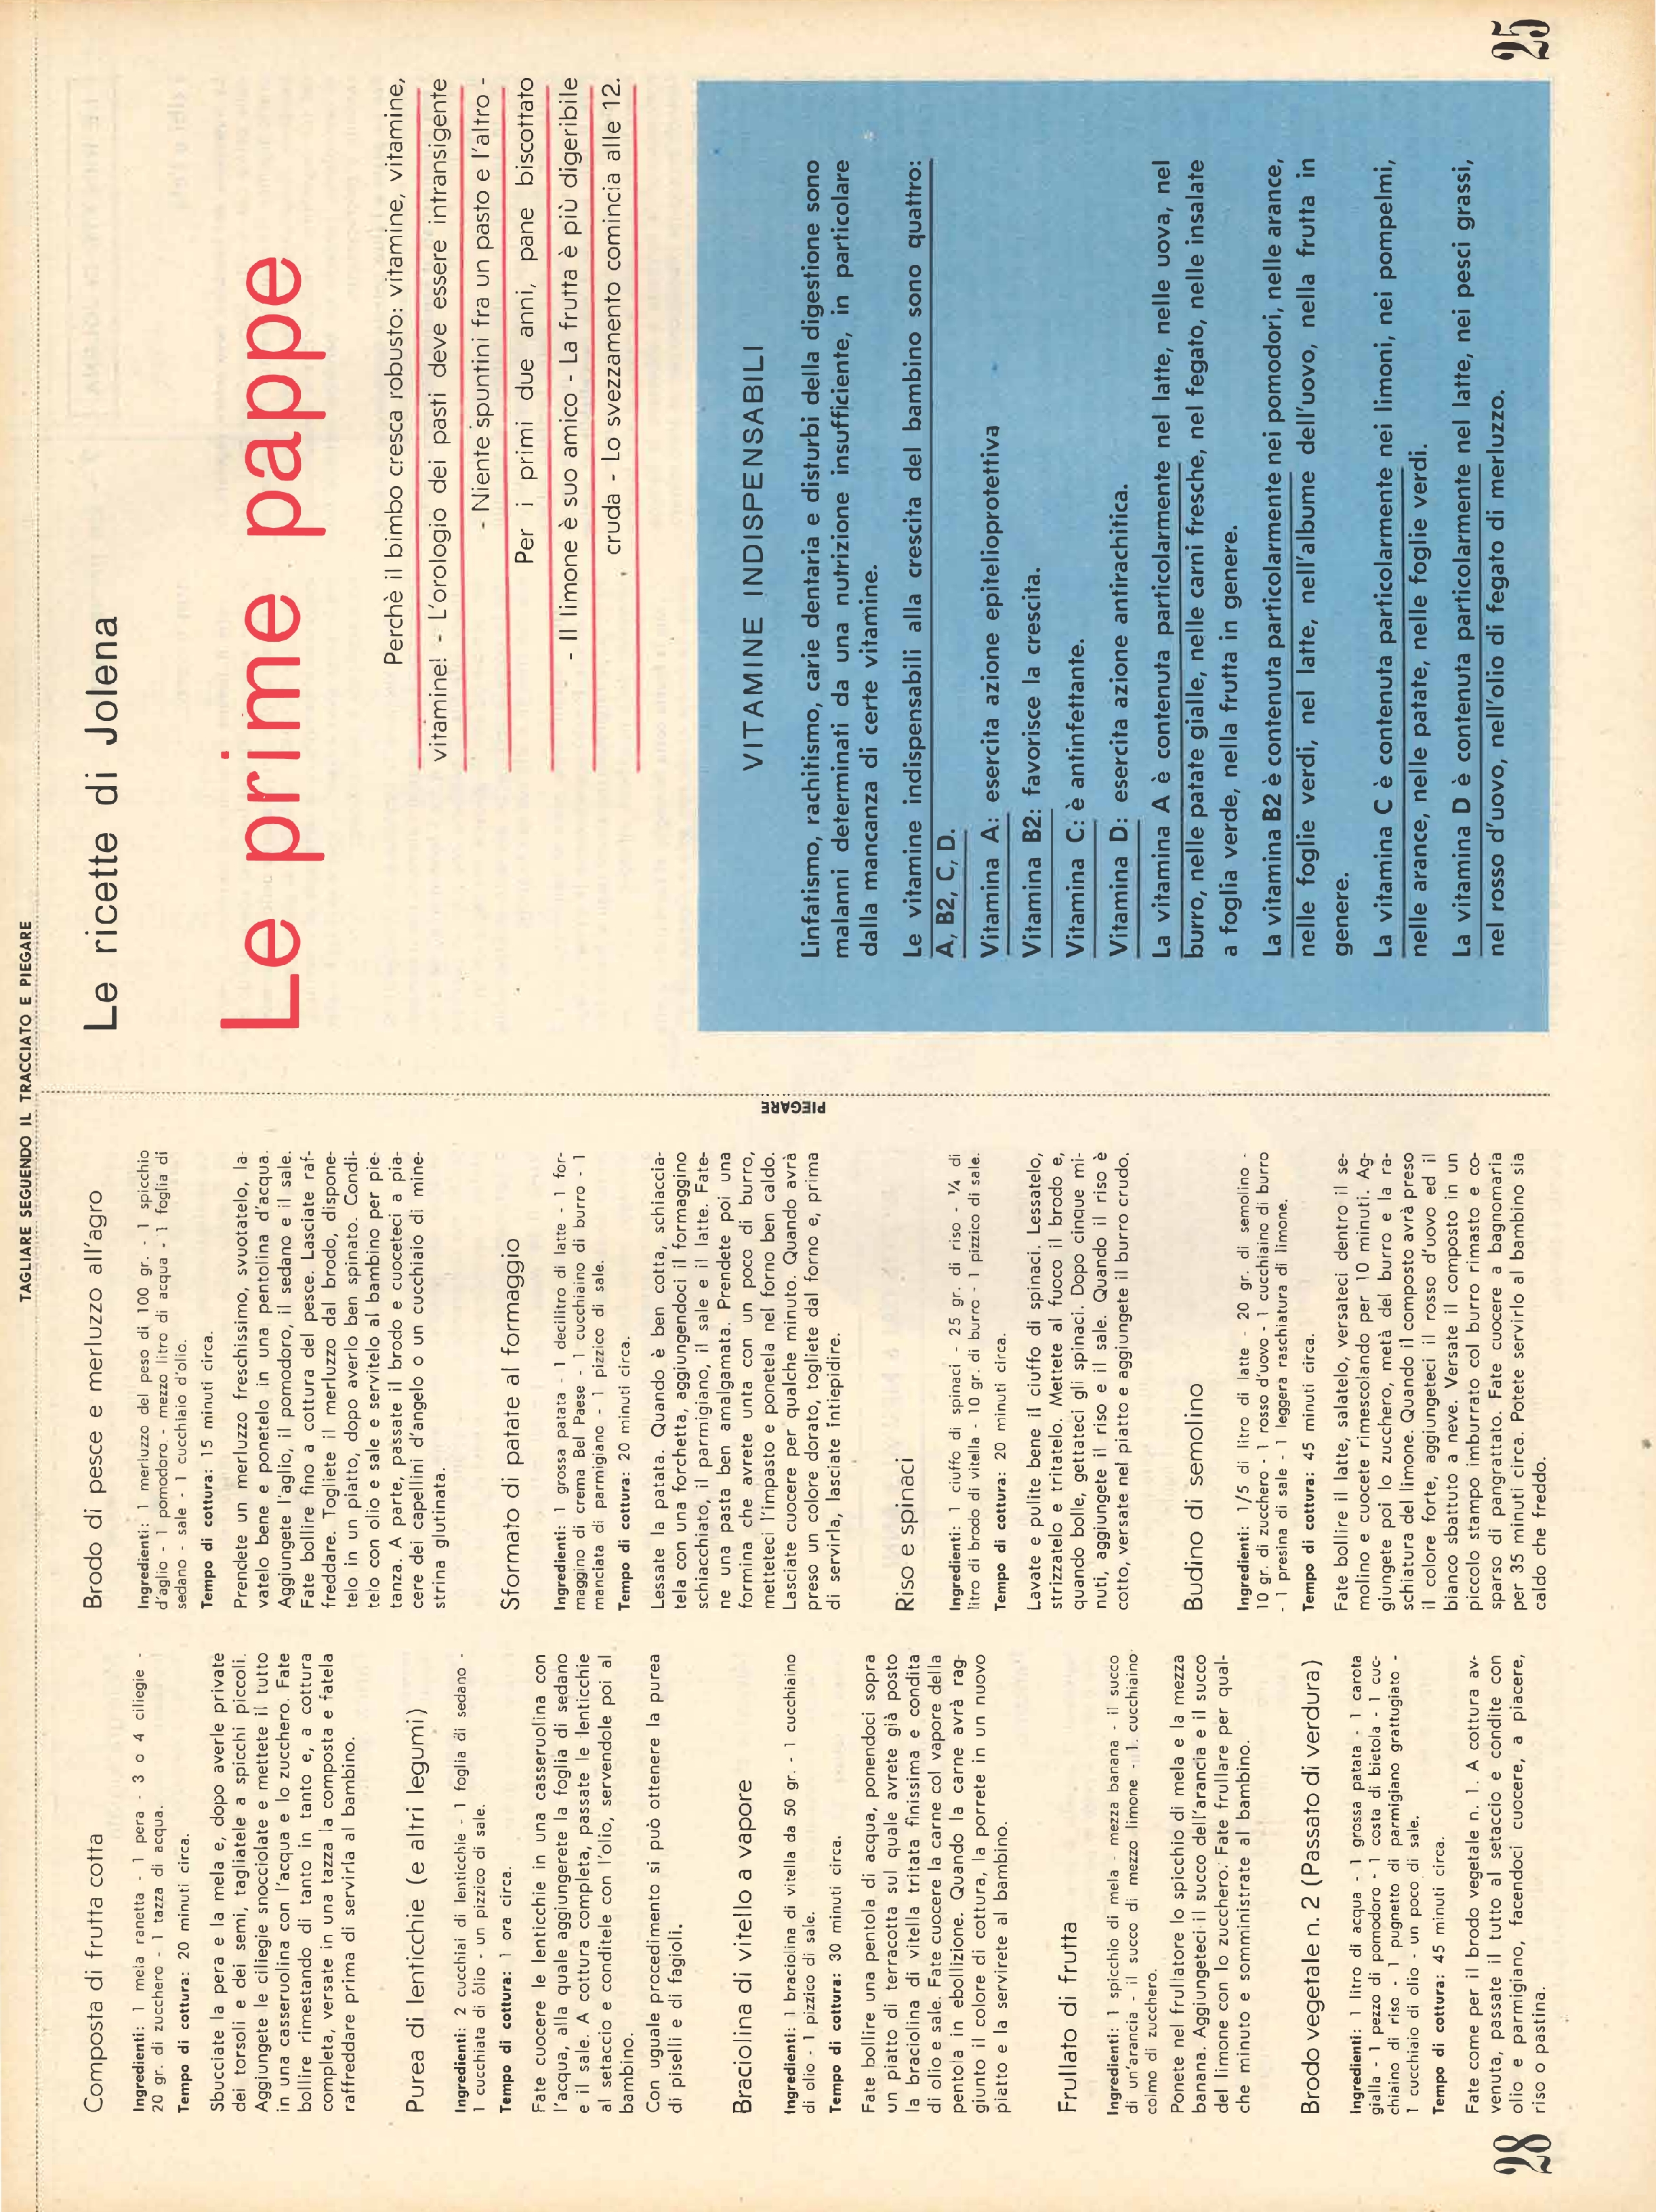 TAGLIARE SEGUENDO IL TRACCIATO E PIEGARE
Composta di frutta cotta
Ingredienti: 1 mela ranetta - 1 pera - 3 o 4 ciliegie -
20 gr. di zucchero - 1 tazza di acqua.
Tempo di cottura: 20 minuti circa.
Sbucciate la pera e la mela e, dopo averle private
dei torsoli e dei semi, tagliatele a spicchi piccoli.
Aggiungete le ciliegie snocciolate e mettete il tutto
in una casseruolina con l'acqua e lo zucchero. Fate
bollire rimestando di tanto in tanto e, a cottura
completa, versate in una tazza la composta e fatela
raffreddare prima di servirla al bambino.
Purea di lenticchie (e altri legumi)
Ingredienti: 2 cucchiai di lenticchie - 1 foglia di sedano -
1 cucchiata di olio - un pizzico di sale.
Tempo di cottura: 1 ora circa.
Fate cuocere le lenticchie in una casseruolina con
l'acqua, alla quale aggiungerete la foglia di sedano
e il sale. A cottura completa, passate le lenticchie
al setaccio e conditele con l'olio, servendole poi al
bambino.
Con uguale procedimento si può ottenere la purea
di piselli e di fagioli.
Braciolina di vitello a vapore
Ingredienti: 1 braciolina di vitella da 50 gr. - 1 cucchiaino
di olio - 1 pizzico di sale.
Tempo di cottura: 30 minuti circa.
Fate bollire una pentola di acqua, ponendoci sopra
un piatto di terracotta sul quale avrete già posto
la braciolina di vitella tritata finissima e condita
di olio e sale. Fate cuocere la carne col vapore della
pentola in ebollizione. Quando la carne avrà rag-
giunto il colore di cottura, la porrete in un nuovo
piatto e la servirete al bambino.
Frullato di frutta
Ingredienti: 1 spicchio di mela - mezza banana - il succo
di un'arancia - il succo di mezzo limone - 1 cucchiaino
colmo di zucchero.
Ponete nel frullatore lo spicchio di mela e la mezza
banana. Aggiungeteci il succo dell'arancia e il succo
del limone con lo zucchero. Fate frullare per qual-
che minuto e somministrate al bambino.
Brodo vegetale n. 2 (Passato di verdura)
Ingredienti: 1 litro di acqua - 1 grossa patata - 1 carota
gialla - 1 pezzo di pomodoro - 1 costa di bietola - 1 cuc-
chiaino di riso - 1 pugnetto di parmigiano grattugiato -
1 cucchiaio di olio - un poco di sale.
Tempo di cottura: 45 minuti circa.
Fate come per il brodo vegetale n. 1. A cottura av-
venuta, passate il tutto al setaccio e condite con
olio e parmigiano, facendoci cuocere, a piacere,
riso o pastina.
28
Brodo di pesce e merluzzo all'agro
Ingredienti: 1 merluzzo del peso di 100 gr. - 1 spicchio
d'aglio - 1 pomodoro - mezzo litro di acqua - 1 foglia di
sedano - sale - 1 cucchiaio d'olio.
Tempo di cottura: 15 minuti circa.
Prendete un merluzzo freschissimo, svuotatelo, la-
vatelo bene e ponetelo in una pentolina d'acqua.
Aggiungete l'aglio, il pomodoro, il sedano e il sale.
Fate bollire fino a cottura del pesce. Lasciate raf-
freddare. Togliete il merluzzo dal brodo, dispone-
telo in un piatto, dopo averlo ben spinato. Condi-
telo con olio e sale e servitelo al bambino per pie-
tanza. A parte, passate il brodo e cuoceteci a pia-
cere dei capellini d'angelo o un cucchiaio di mine-
strina glutinata.
Sformato di patate al formaggio
Ingredienti: 1 grossa patata - 1 decilitro di latte - 1 for-
maggino di crema Bel Paese - 1 cucchiaino di burro - 1
manciata di parmigiano - 1 pizzico di sale.
Tempo di cottura: 20 minuti circa.
Lessate la patata. Quando è ben cotta, schiaccia-
tela con una forchetta, aggiungendoci il formaggino
schiacchiato, il parmigiano, il sale e il latte. Fate-
ne una pasta ben amalgamata. Prendete poi una
formina che avrete unta con un poco di burro,
metteteci l'impasto e ponetela nel forno ben caldo.
Lasciate cuocere per qualche minuto. Quando avrà
preso un colore dorato, togliete dal forno e, prima
di servirla, lasciate Intiepidire.
Riso e spinaci
Ingredienti: 1 ciuffo di spinaci - 25 gr. di riso - ¼ di
litro di brodo di vitella - 10 gr. di burro - 1 pizzico di sale.
Tempo di cottura: 20 minuti circa.
Lavate e pulite bene il ciuffo di spinaci. Lessatelo,
strizzatelo e tritatelo. Mettete al fuoco il brodo e,
quando bolle, gettateci gli spinaci. Dopo cinque mi-
nuti, aggiungete il riso e il sale. Quando il riso è
cotto, versate nel piatto e aggiungete il burro crudo.
Budino di semolino
Ingredienti: 1/5 di litro di latte - 20 gr. di semolino -
10 gr. di zucchero - 1 rosso d'uovo - 1 cucchiaino di burro
- 1 presina di sale - 1 leggera raschiatura di limone.
Tempo di cottura: 45 minuti circa.
Fate bollire il latte, salatelo, versateci dentro il se-
molino e cuocete rimescolando per 10 minuti. Ag-
giungete poi lo zucchero, metà del burro e la ra-
schiatura del limone. Quando il composto avrà preso
il colore forte, aggiungeteci il rosso d'uovo ed il
bianco sbattuto a neve. Versate il composto in un
piccolo stampo imburrato col burro rimasto e co-
sparso di pangrattato. Fate cuocere a bagnomaria
per 35 minuti circa. Potete servirlo al bambino sia
caldo che freddo.
PIEGARE
Le ricette di Jolena
Le prime pappe
Perchè il bimbo cresca robusto: vitamine, vitamine,
vitamine! - L'orologio dei pasti deve essere intransigente
- Niente spuntini fra un pasto e l'altro -
Per i primi due anni, pane biscottato
- Il limone è suo amico - La frutta è più digeribile
cruda - Lo svezzamento comincia alle 12.
VITAMINE INDISPENSABILI
Linfatismo, rachitismo, carie dentaria e disturbi della digestione sono
malanni determinati da una nutrizione insufficiente, in particolare
dalla mancanza di certe vitamine.
Le vitamine indispensabili alla crescita del bambino sono quattro:
A, B2, C, D.
Vitamina A: esercita azione epitelioprotettiva
Vitamina B2: favorisce la crescita.
Vitamina C: è antinfettante.
Vitamina D: esercita azione antirachitica.
La vitamina A è contenuta particolarmente nel latte, nelle uova, nel
burro, nelle patate gialle, nelle carni fresche, nel fegato, nelle insalate
a foglia verde, nella frutta in genere.
La vitamina B2 è contenuta particolarmente nei pomodori, nelle arance,
nelle foglie verdi, nel latte, nell'albume dell'uovo, nella frutta in
genere.
La vitamina C è contenuta particolarmente nei limoni, nei pompelmi,
nelle arance, nelle patate, nelle foglie verdi.
La vitamina D è contenuta particolarmente nel latte, nei pesci grassi,
nel rosso d'uovo, nell'olio di fegato di merluzzo.
25